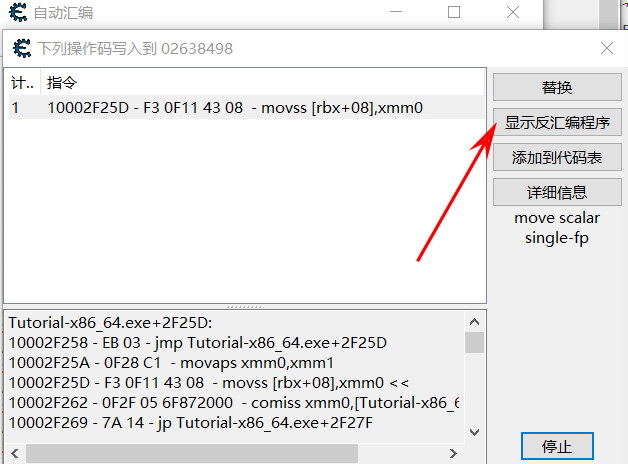 自动汇编
下列操作码写入到 02638498
计.. 指令
1 10002F25D - F3 0F11 43 08 - movss [rbx+08],xmm0
替换
显示反汇编程序
添加到代码表
详细信息
move scalar
single-fp
Tutorial-x86_64.exe+2F25D:
10002F258 - EB 03 - jmp Tutorial-x86_64.exe+2F25D
10002F25A - 0F28 C1 - movaps xmm0,xmm1
10002F25D - F3 0F11 43 08 - movss [rbx+08],xmm0 <<
10002F262 - 0F2F 05 6F872000 - comiss xmm0,[Tutorial-x86_6
10002F269 - 7A 14 - jp Tutorial-x86_64.exe+2F27F
停止